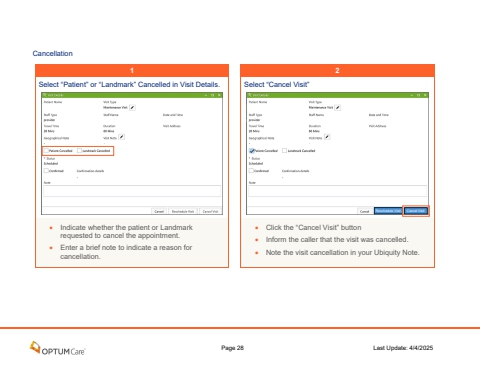 Cancellation
1
Select “Patient” or “Landmark” Cancelled in Visit Details.
Visit Details
Patient Name Visit Type
Maintenance Visit
Staff Type Staff Name Date and Time
provider
Travel Time Duration Visit Address
30 Mins 60 Mins
Geographical Note Visit Note
Patient Cancelled Landmark Cancelled
* Status
Scheduled
Confirmed Confirmation details
Note
Cancel Reschedule Visit Cancel Visit
• Indicate whether the patient or Landmark
requested to cancel the appointment.
• Enter a brief note to indicate a reason for
cancellation.
2
Select “Cancel Visit”
Visit Details
Patient Name Visit Type
Maintenance Visit
Staff Type Staff Name Date and Time
provider
Travel Time Duration Visit Address
30 Mins 60 Mins
Geographical Note Visit Note
Patient Cancelled Landmark Cancelled
* Status
Scheduled
Confirmed Confirmation details
Note
Cancel Reschedule Visit Cancel Visit
• Click the “Cancel Visit” button
• Inform the caller that the visit was cancelled.
• Note the visit cancellation in your Ubiquity Note.
OPTUM Care
Page 28
Last Update: 4/4/2025